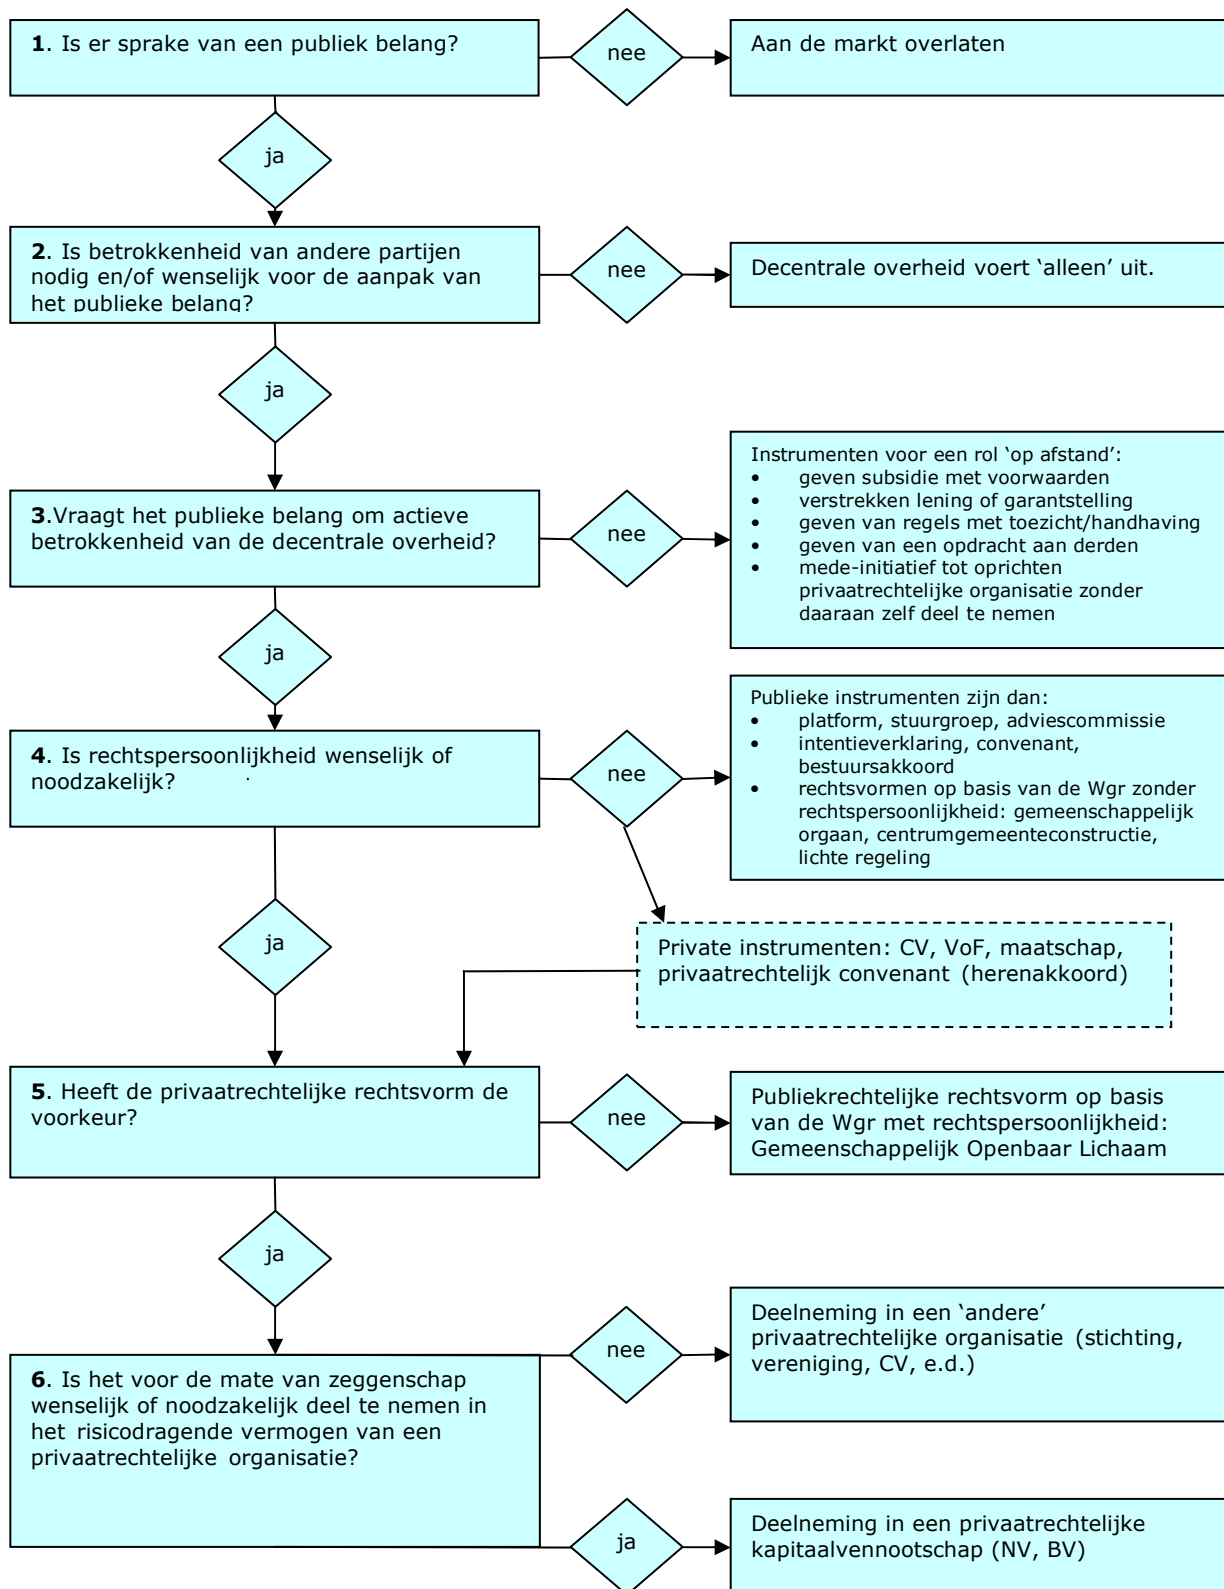 1. Is er sprake van een publiek belang?
nee
Aan de markt overlaten
ja
2. Is betrokkenheid van andere partijen
nodig en/of wenselijk voor de aanpak van
het publieke belang?
nee
Decentrale overheid voert ‘alleen’ uit.
ja
3.Vraagt het publieke belang om actieve
betrokkenheid van de decentrale overheid?
nee
Instrumenten voor een rol ‘op afstand’:
• geven subsidie met voorwaarden
• verstrekken lening of garantstelling
• geven van regels met toezicht/handhaving
• geven van een opdracht aan derden
• mede-initiatief tot oprichten
privaatrechtelijke organisatie zonder
daaraan zelf deel te nemen
ja
4. Is rechtspersoonlijkheid wenselijk of
noodzakelijk?
nee
Publieke instrumenten zijn dan:
• platform, stuurgroep, adviescommissie
• intentieverklaring, convenant,
bestuursakkoord
• rechtsvormen op basis van de Wgr zonder
rechtspersoonlijkheid: gemeenschappelijk
orgaan, centrumgemeenteconstructie,
lichte regeling
ja
Private instrumenten: CV, VoF, maatschap,
privaatrechtelijk convenant (herenakkoord)
5. Heeft de privaatrechtelijke rechtsvorm de
voorkeur?
nee
Publiekrechtelijke rechtsvorm op basis
van de Wgr met rechtspersoonlijkheid:
Gemeenschappelijk Openbaar Lichaam
ja
6. Is het voor de mate van zeggenschap
wenselijk of noodzakelijk deel te nemen in
het risicodragende vermogen van een
privaatrechtelijke organisatie?
nee
Deelneming in een ‘andere’
privaatrechtelijke organisatie (stichting,
vereniging, CV, e.d.)
ja
Deelneming in een privaatrechtelijke
kapitaalvennootschap (NV, BV)